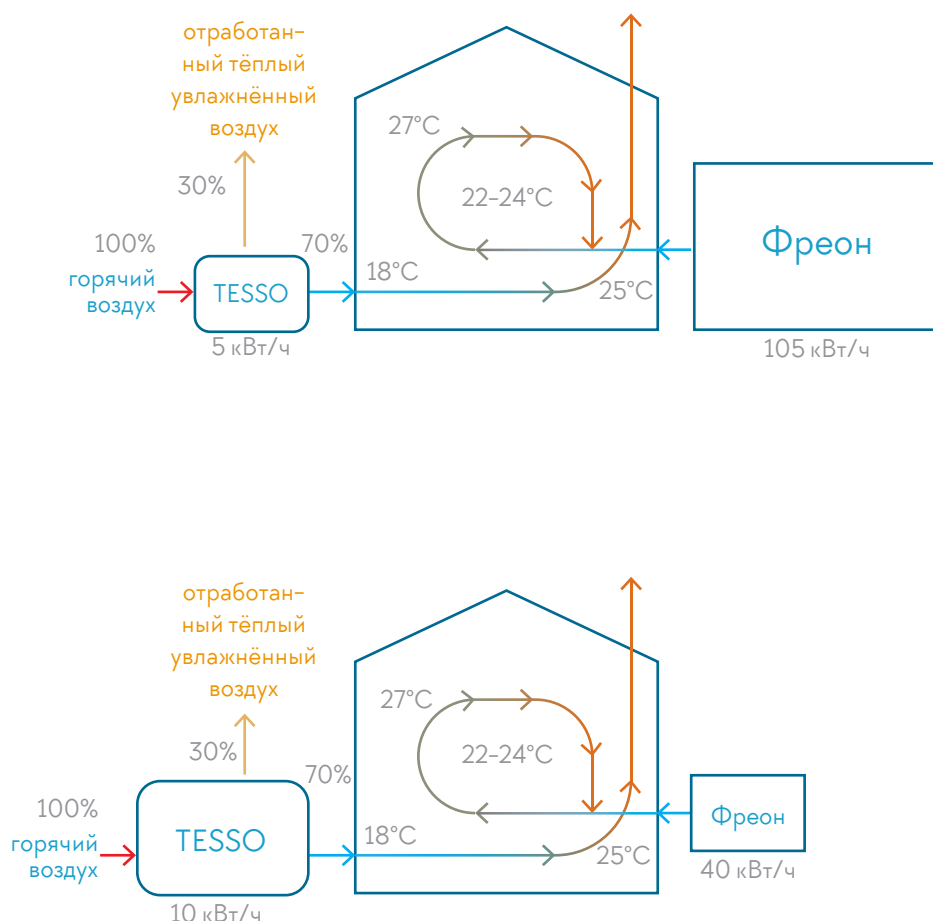 отработан-
ный тёплый
увлажнённый
воздух
30%
100%
горячий
воздух
TESSO
5 кВт/ч
70%
27°C
22-24°C
18°C
25°C
Фреон
105 кВт/ч
отработан-
ный тёплый
увлажнённый
воздух
30%
100%
горячий
воздух
TESSO
10 кВт/ч
70%
27°C
22-24°C
18°C
25°C
Фреон
40 кВт/ч